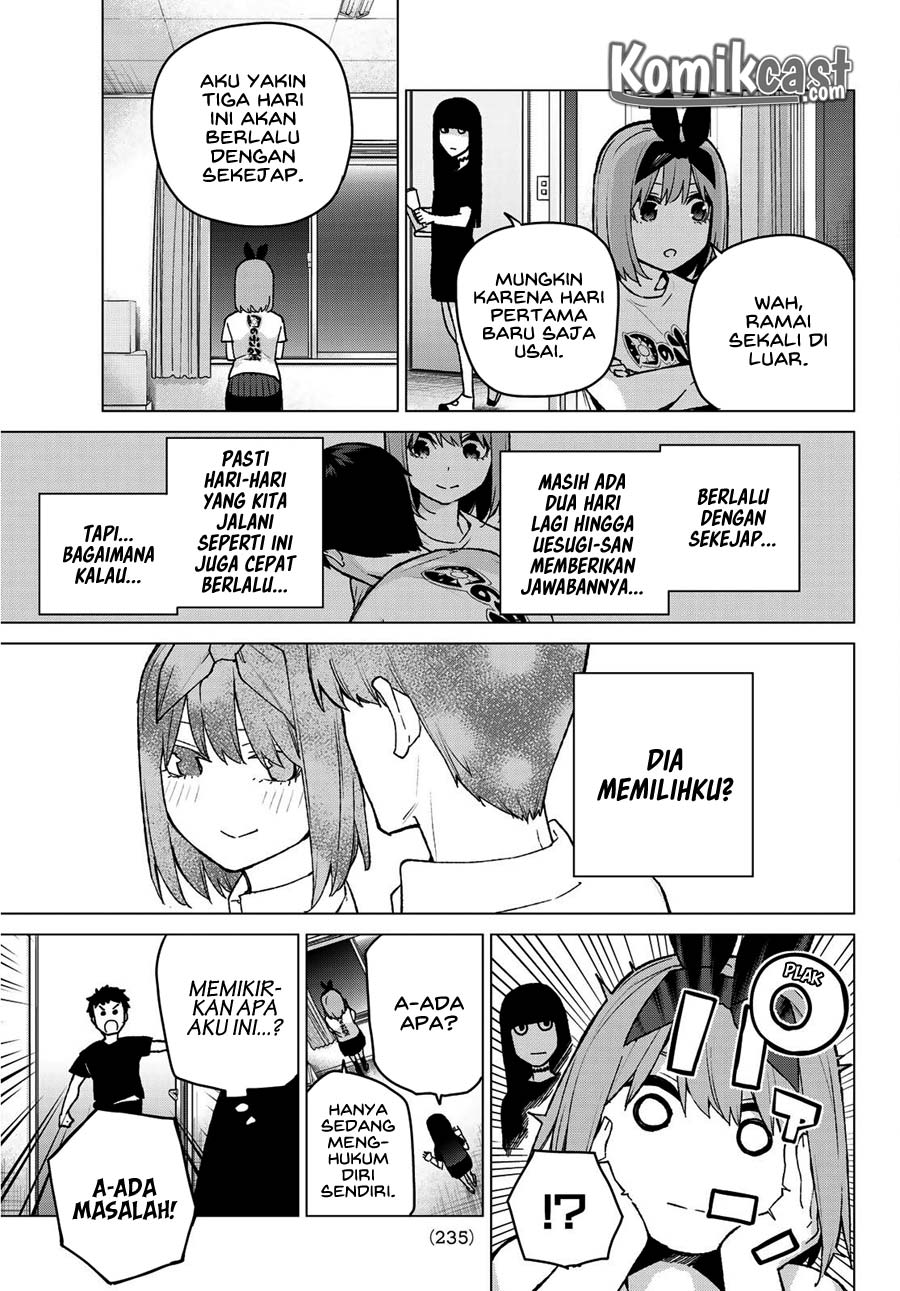 Komikcast
.com
WAH,
RAMAI
SEKALI DI
LUAR.
MUNGKIN
KARENA HARI
PERTAMA
BARU SAJA
USAI.
AKU YAKIN
TIGA HARI
INI AKAN
BERLALU
DENGAN
SEKEJAP.
BERLALU
DENGAN
SEKEJAP...
MASIH ADA
DUA HARI
LAGI HINGGA
UESUGI-SAN
MEMBERIKAN
JAWABANNYA...
PASTI
HARI-HARI
YANG KITA
JALANI
SEPERTI INI
JUGA CEPAT
BERLALU...
TAPI...
BAGAIMANA
KALAU...
DIA
MEMILIHKU?
PLAK
!?
A-ADA
APA?
HANYA
SEDANG
MENG-
HUKUM
DIRI
SENDIRI.
MEMIKIR-
KAN APA
AKU INI...?
A-ADA
MASALAH!
(235)